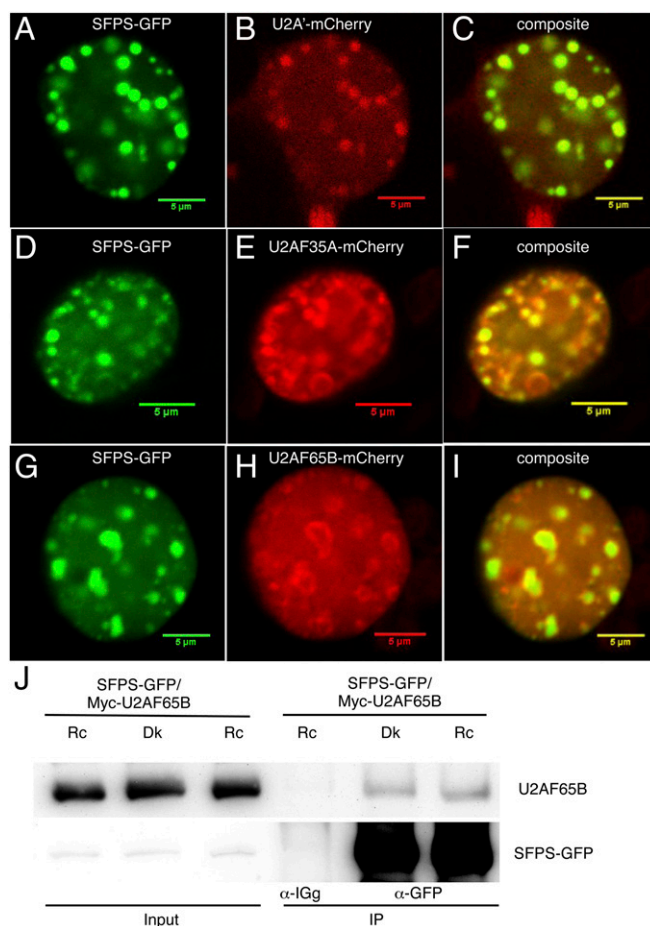 A SFPS-GFP
B U2A'-mCherry
C composite
5 µm
5 µm
5 µm
D SFPS-GFP
E U2AF35A-mCherry
F composite
5 µm
5 µm
5 µm
G SFPS-GFP
H U2AF65B-mCherry
I composite
5 µm
5 µm
5 µm
J
SFPS-GFP/ SFPS-GFP/
Myc-U2AF65B Myc-U2AF65B
Rc Dk Rc Rc Dk Rc
U2AF65B
SFPS-GFP
α-IGg α-GFP
Input IP